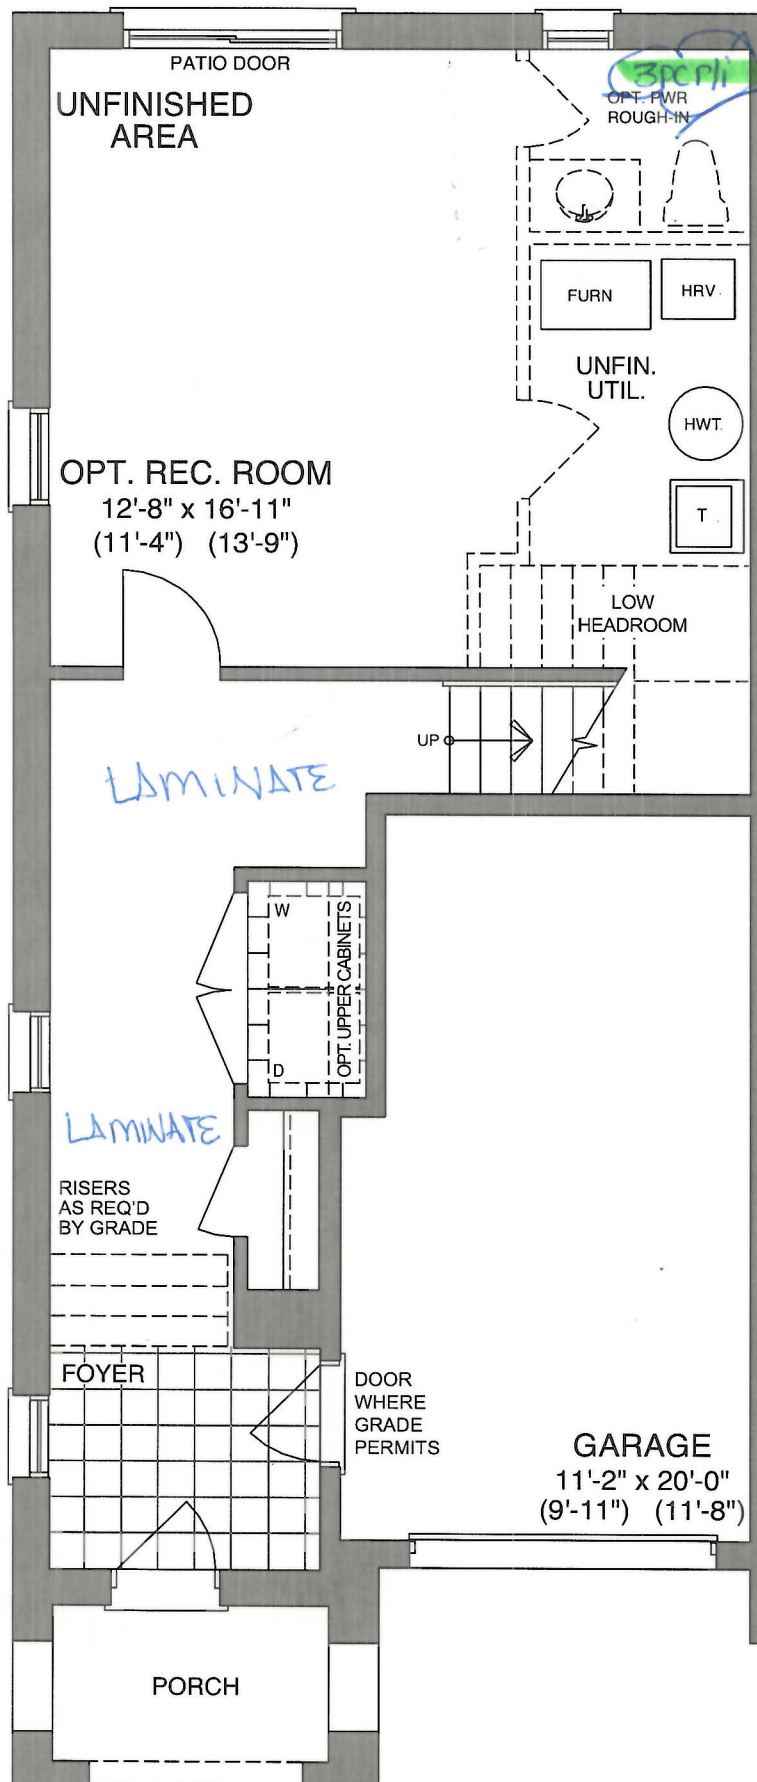 PATIO DOOR
UNFINISHED
AREA
3pcr/i
OPT. PWR
ROUGH-IN
FURN
HRV
UNFIN.
UTIL.
HWT
T
OPT. REC. ROOM
12'-8" x 16'-11"
(11'-4") (13'-9")
LOW
HEADROOM
UP
LAMINATE
W
OPT. UPPER CABINETS
D
LAMINATE
RISERS
AS REQ'D
BY GRADE
FOYER
DOOR
WHERE
GRADE
PERMITS
GARAGE
11'-2" x 20'-0"
(9'-11") (11'-8")
PORCH